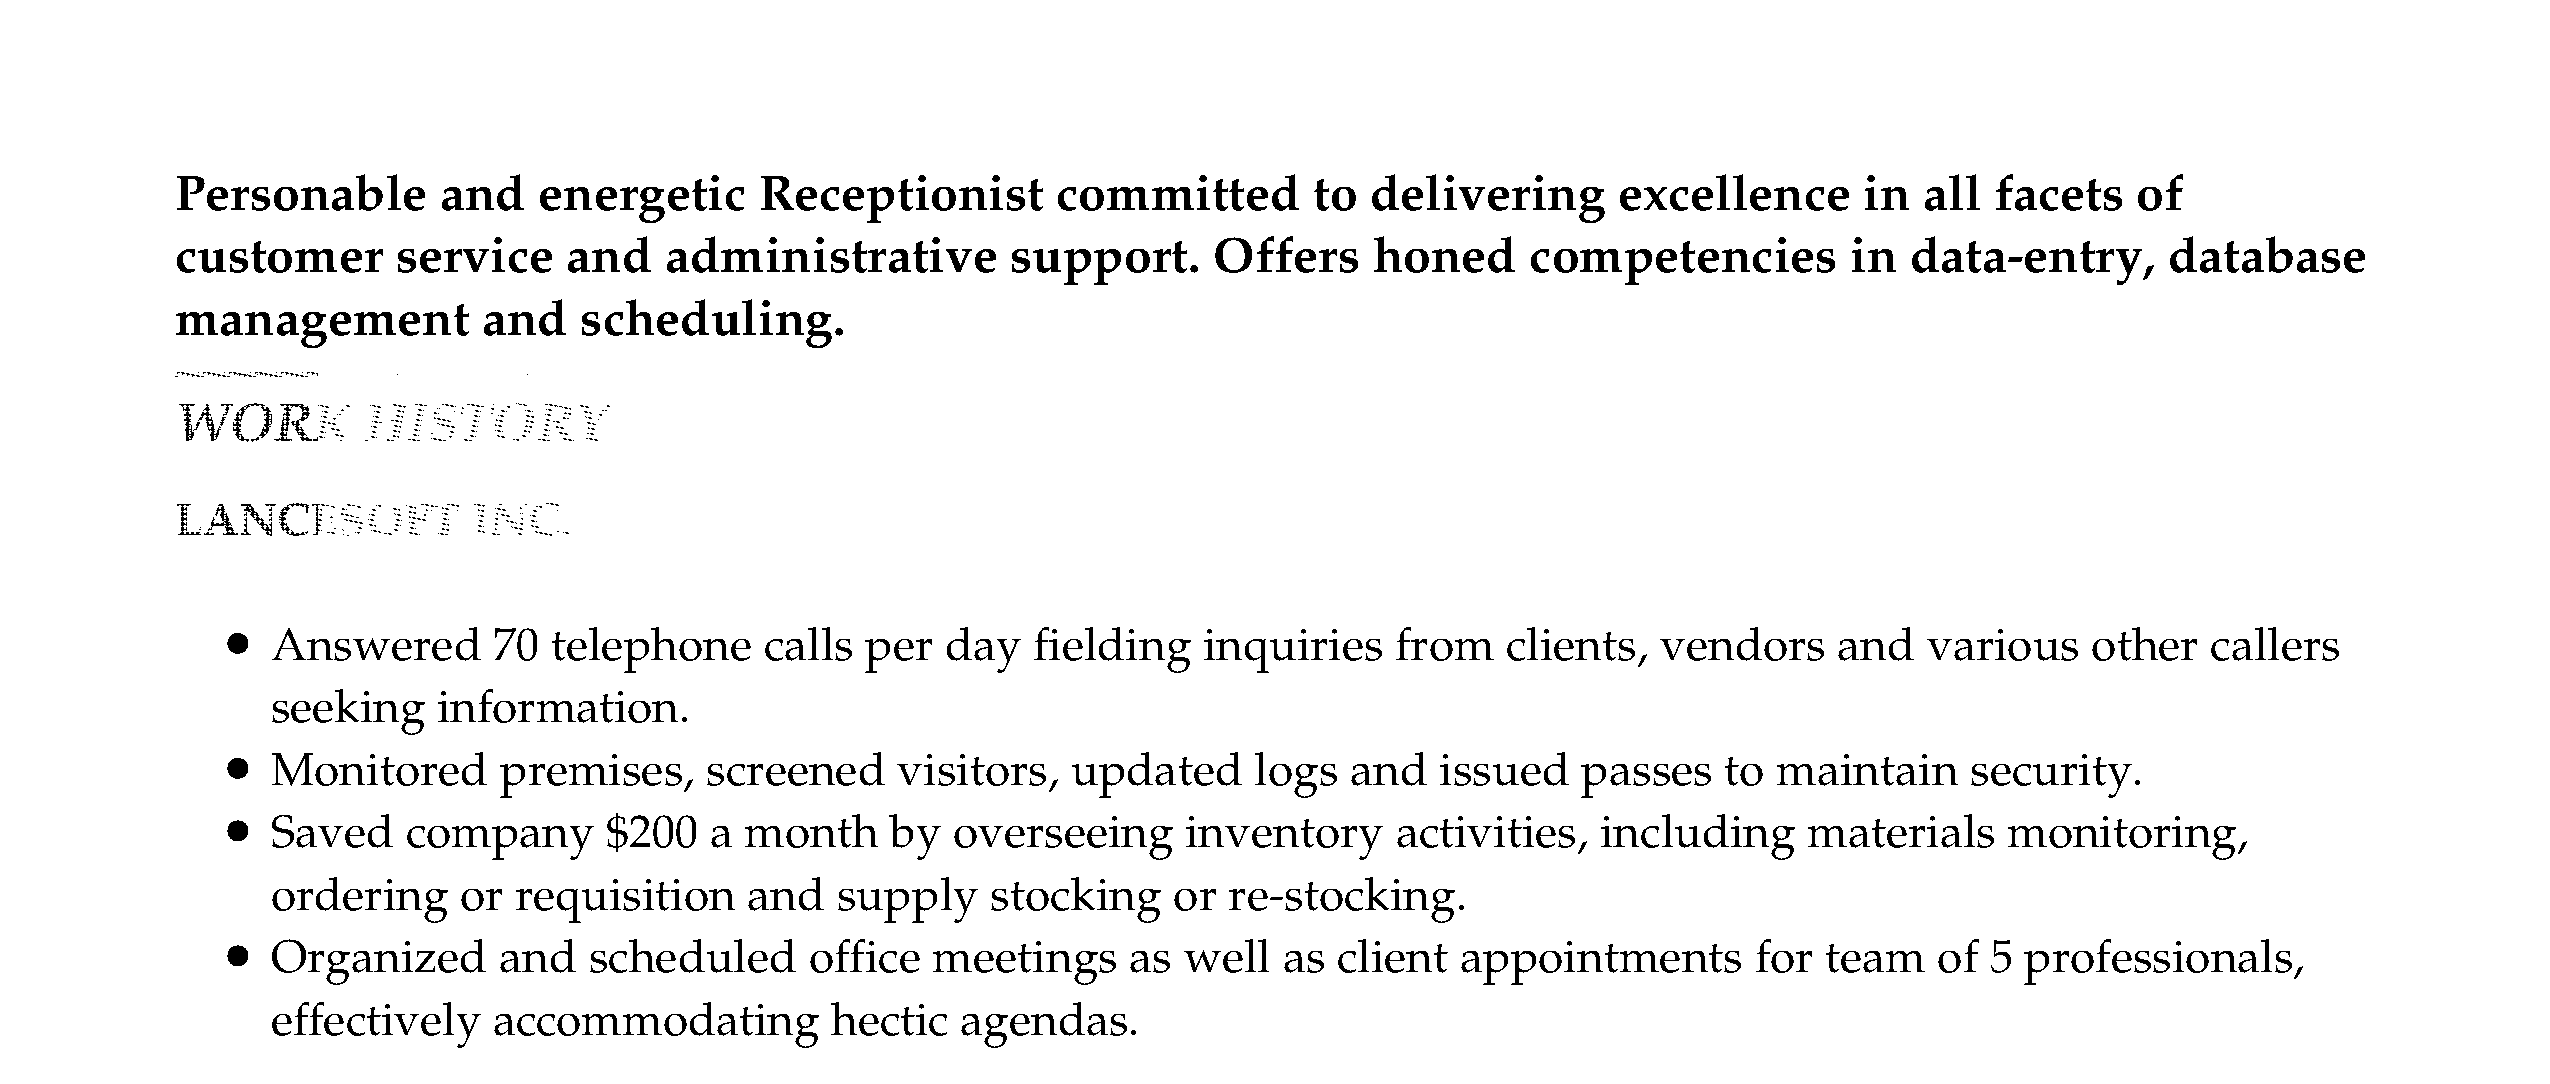 Personable and energetic Receptionist committed to delivering excellence in all facets of
customer service and administrative support. Offers honed competencies in data-entry, database
management and scheduling.
WORK HISTORY
LANCESOFT INC.
● Answered 70 telephone calls per day fielding inquiries from clients, vendors and various other callers
seeking information.
● Monitored premises, screened visitors, updated logs and issued passes to maintain security.
● Saved company $200 a month by overseeing inventory activities, including materials monitoring,
ordering or requisition and supply stocking or re-stocking.
● Organized and scheduled office meetings as well as client appointments for team of 5 professionals,
effectively accommodating hectic agendas.